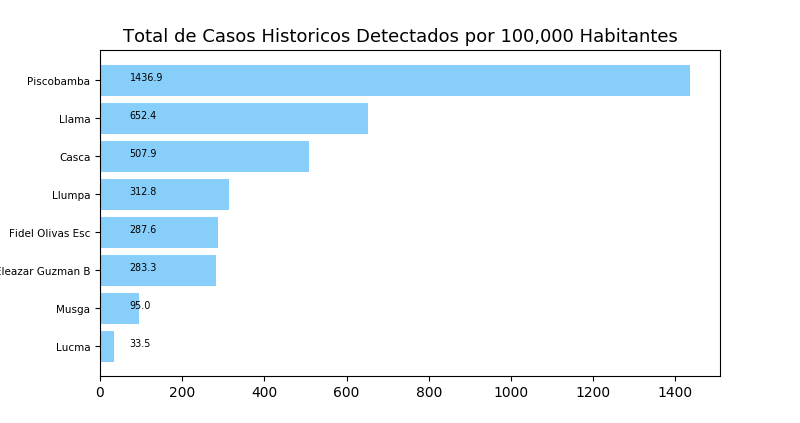 Total de Casos Historicos Detectados por 100,000 Habitantes
Piscobamba 1436.9
Llama 652.4
Casca 507.9
Llumpa 312.8
Fidel Olivas Esc 287.6
Eleazar Guzman B 283.3
Musga 95.0
Lucma 33.5
0 200 400 600 800 1000 1200 1400